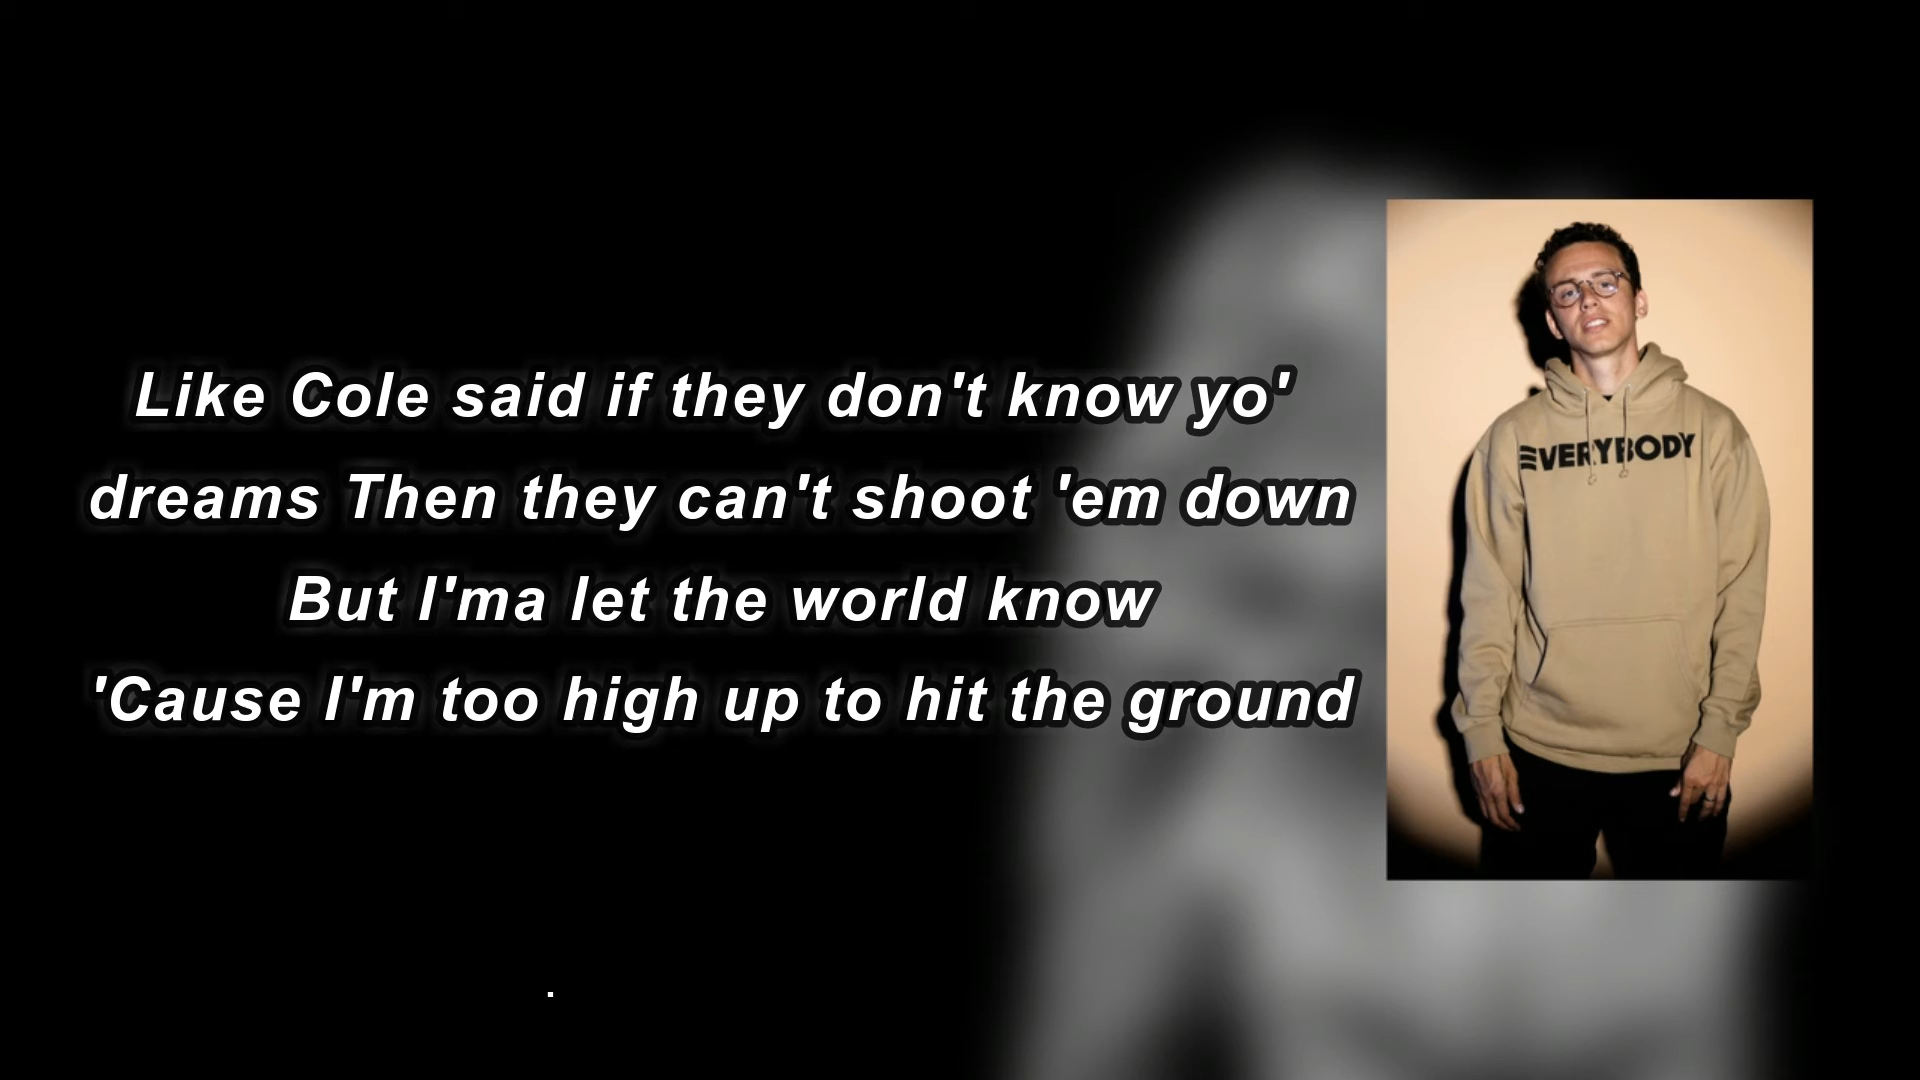 Like Cole said if they don't know yo'
dreams Then they can't shoot 'em down
But I'ma let the world know
'Cause I'm too high up to hit the ground
EVERYBODY
.